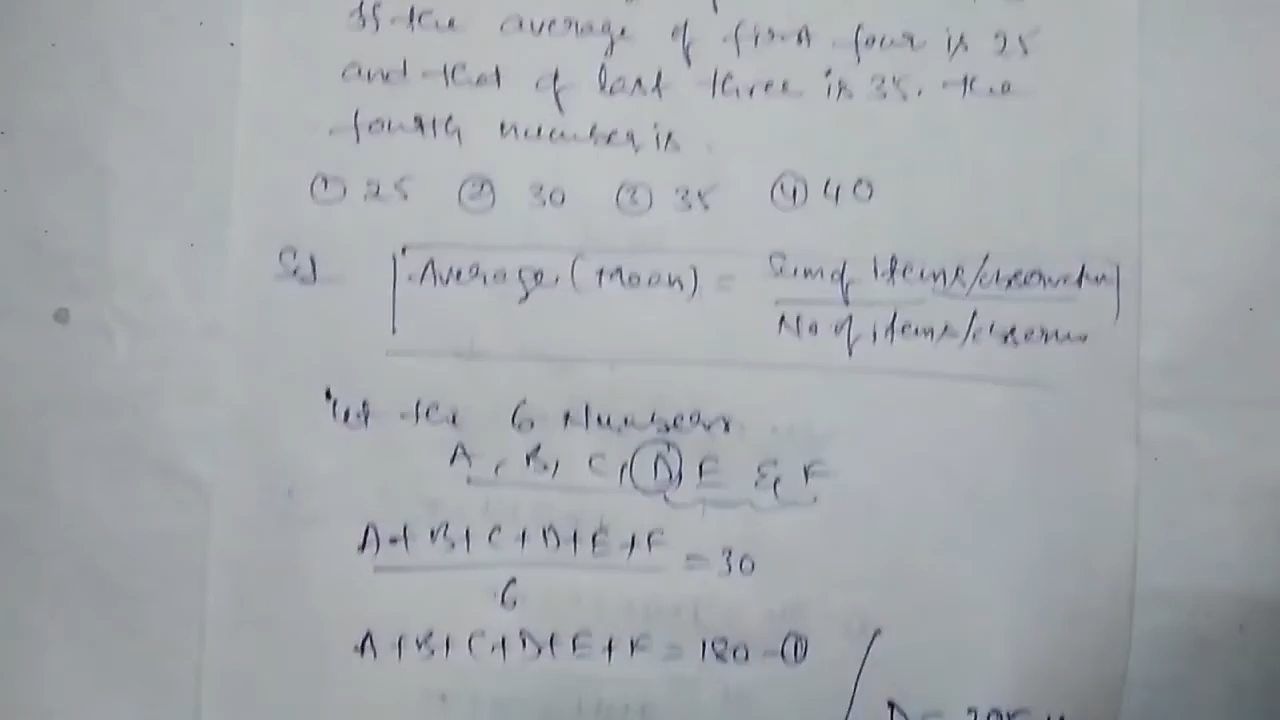 If the average of first four is 25
and that of last three is 35. the
fourth number is
① 25 ② 30 ③ 35 ④ 40
Sol Average (Mean) = Sum of items/
No of items/
Let the 6 Numbers
A, B, C, D, E & F
A+B+C+D+E+F = 30
6
A+B+C+D+E+F = 180 - ①
D =